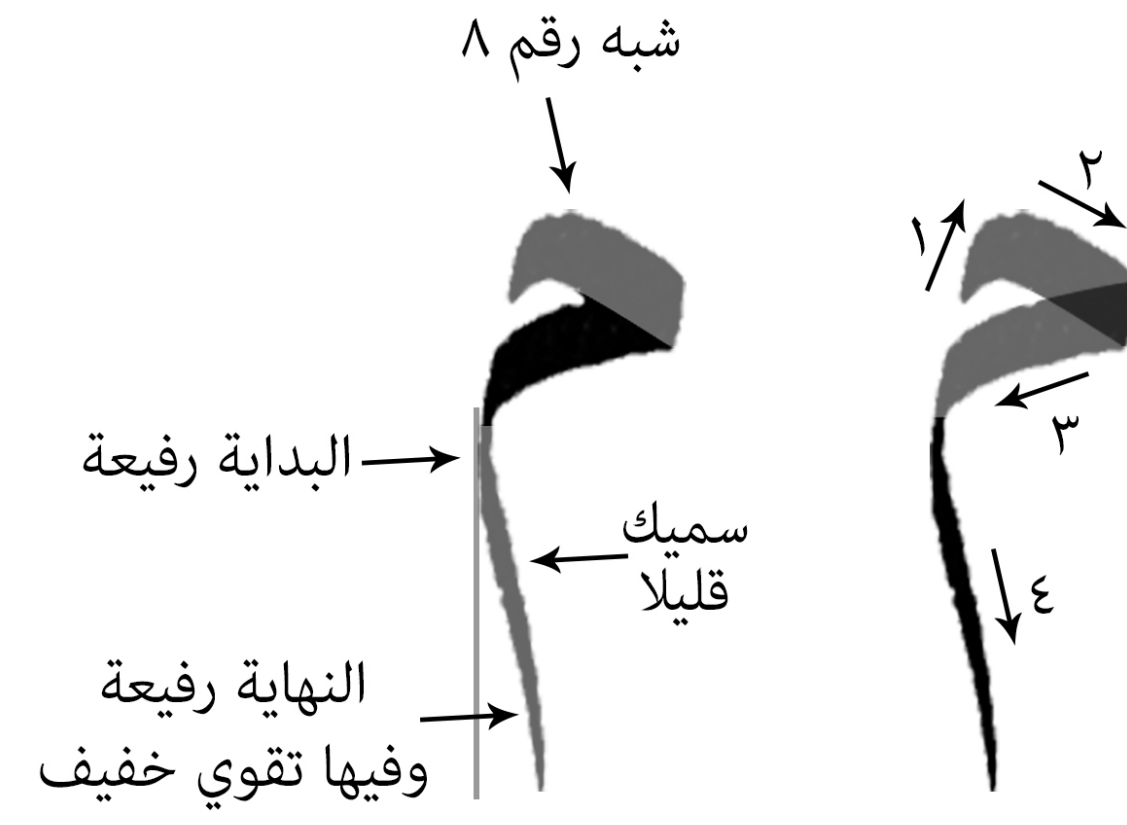 شبه رقم ٨
١
٢
٣
البداية رفيعة
سميك
قليلا
٤
النهاية رفيعة
وفيها تقوي خفيف